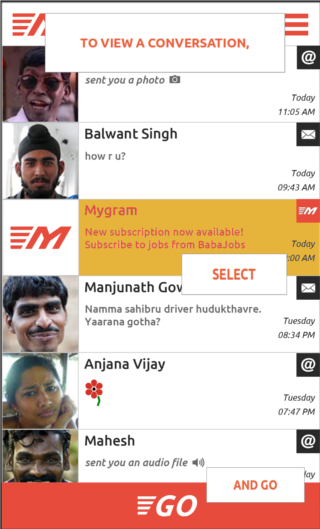 TO VIEW A CONVERSATION,
@
sent you a photo
Today
11:05 AM
Balwant Singh
how r u?
Today
09:43 AM
M
Mygram
M
New subscription now available!
Subscribe to jobs from BabaJobs
Today
:00 AM
SELECT
Manjunath Gov
Namma sahibru driver hudukthavre.
Yaarana gotha?
Tuesday
08:34 PM
Anjana Vijay
@
Tuesday
07:47 PM
Mahesh
@
sent you an audio file
day
AND GO
GO